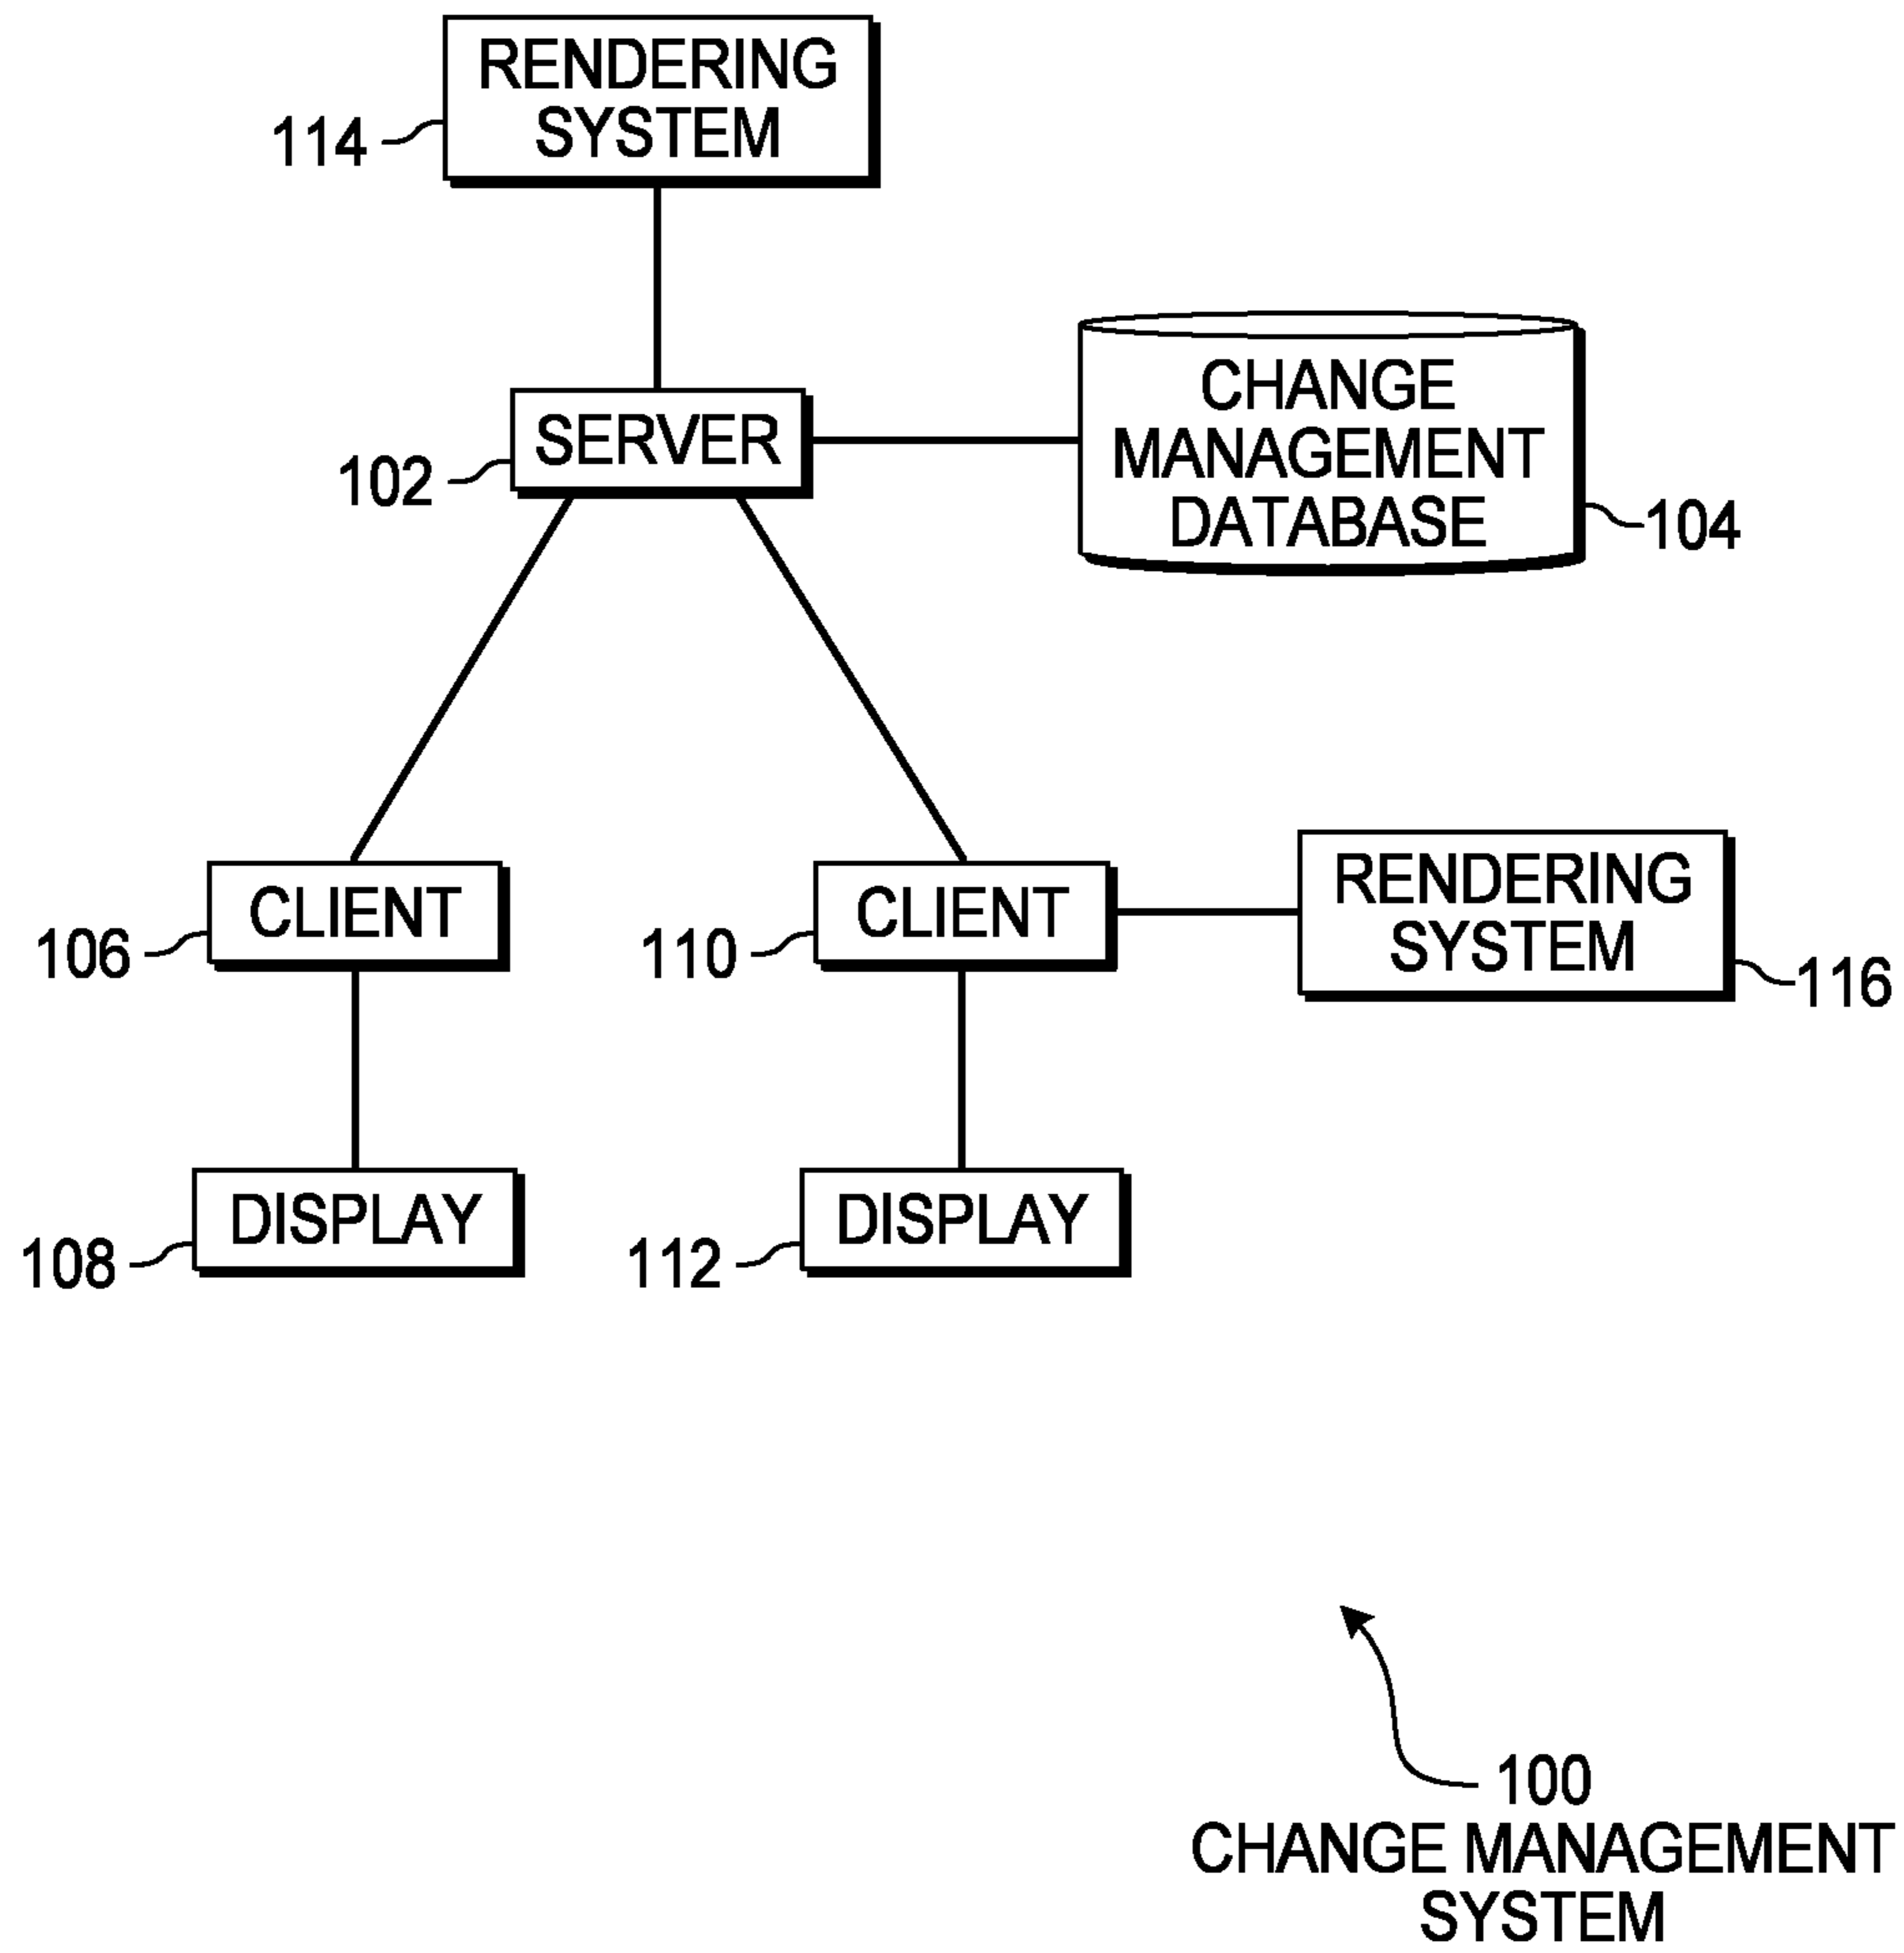 RENDERING
SYSTEM
114
SERVER
102
CHANGE
MANAGEMENT
DATABASE
104
CLIENT
106
CLIENT
110
RENDERING
SYSTEM
116
DISPLAY
108
DISPLAY
112
100
CHANGE MANAGEMENT
SYSTEM